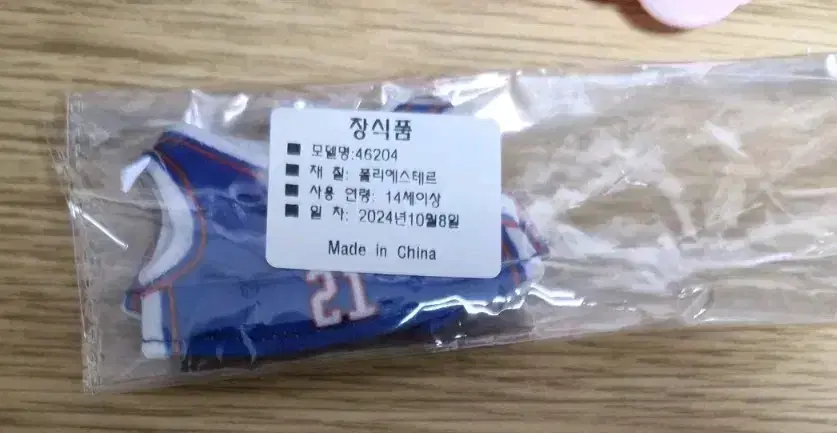 장식품
■ 모델명:46204
■ 재 질: 폴리에스테르
■ 사용 연령: 14세이상
■ 일 자: 2024년10월8일
Made in China
21